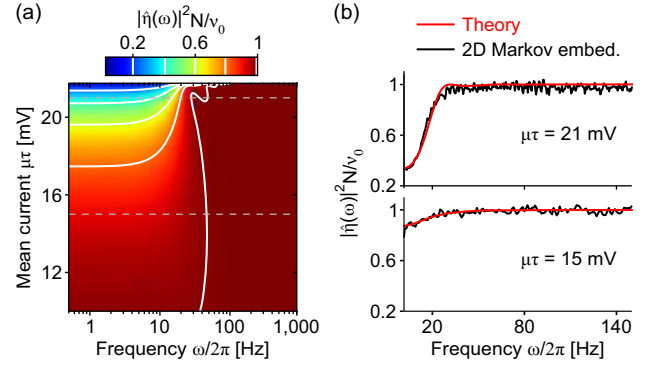 (a)
|η̂(ω)|²N/ν₀
0.2 0.6 1
Mean current μτ [mV]
20
16
12
1 10 100 1,000
Frequency ω/2π [Hz]
(b)
Theory
2D Markov embed.
|η̂(ω)|²N/ν₀
1
0.6
0.2
μτ = 21 mV
1
0.6
0.2
μτ = 15 mV
20 80 140
Frequency ω/2π [Hz]